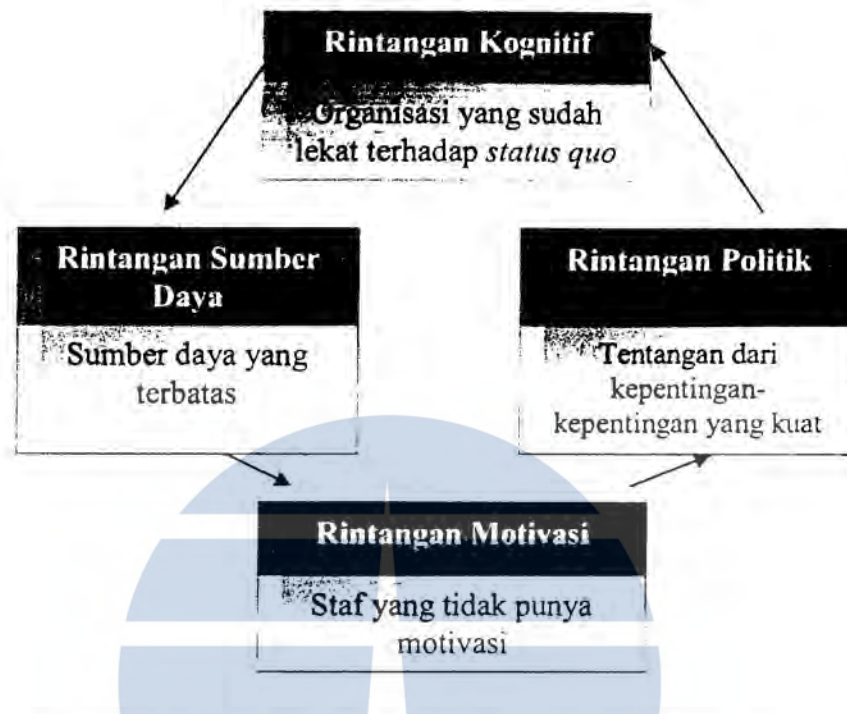 Rintangan Kognitif
Organisasi yang sudah
lekat terhadap status quo
Rintangan Sumber
Daya
Sumber daya yang
terbatas
Rintangan Politik
Tentangan dari
kepentingan-
kepentingan yang kuat
Rintangan Motivasi
Staf yang tidak punya
motivasi